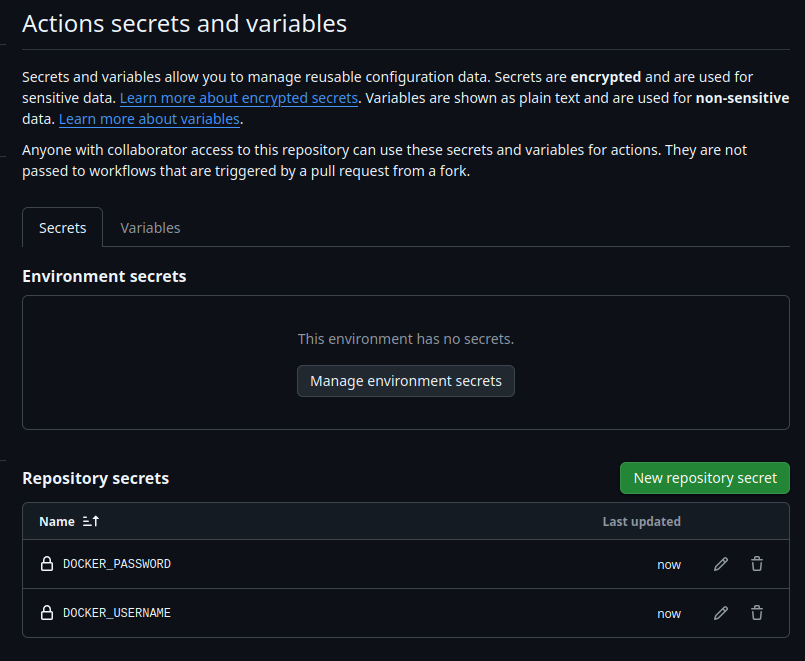 Actions secrets and variables
Secrets and variables allow you to manage reusable configuration data. Secrets are encrypted and are used for
sensitive data. Learn more about encrypted secrets. Variables are shown as plain text and are used for non-sensitive
data. Learn more about variables.
Anyone with collaborator access to this repository can use these secrets and variables for actions. They are not
passed to workflows that are triggered by a pull request from a fork.
Secrets Variables
Environment secrets
This environment has no secrets.
Manage environment secrets
Repository secrets New repository secret
Name Last updated
DOCKER_PASSWORD now
DOCKER_USERNAME now